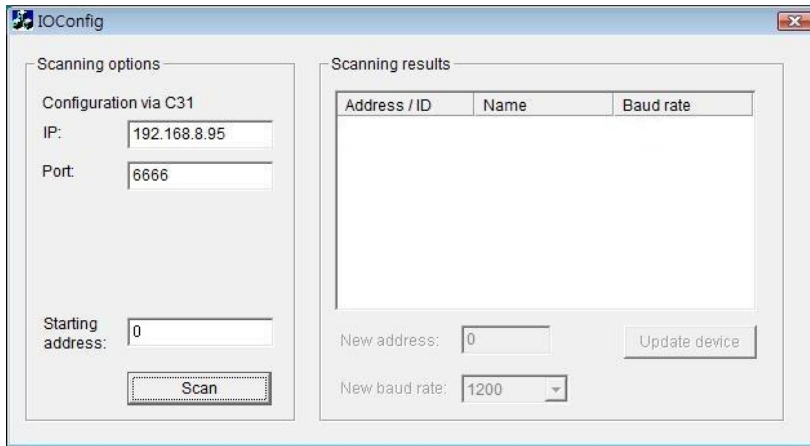 IOConfig
Scanning options
Configuration via C31
IP: 192.168.8.95
Port: 6666
Starting
address: 0
Scan
Scanning results
Address / ID Name Baud rate
New address: 0 Update device
New baud rate: 1200